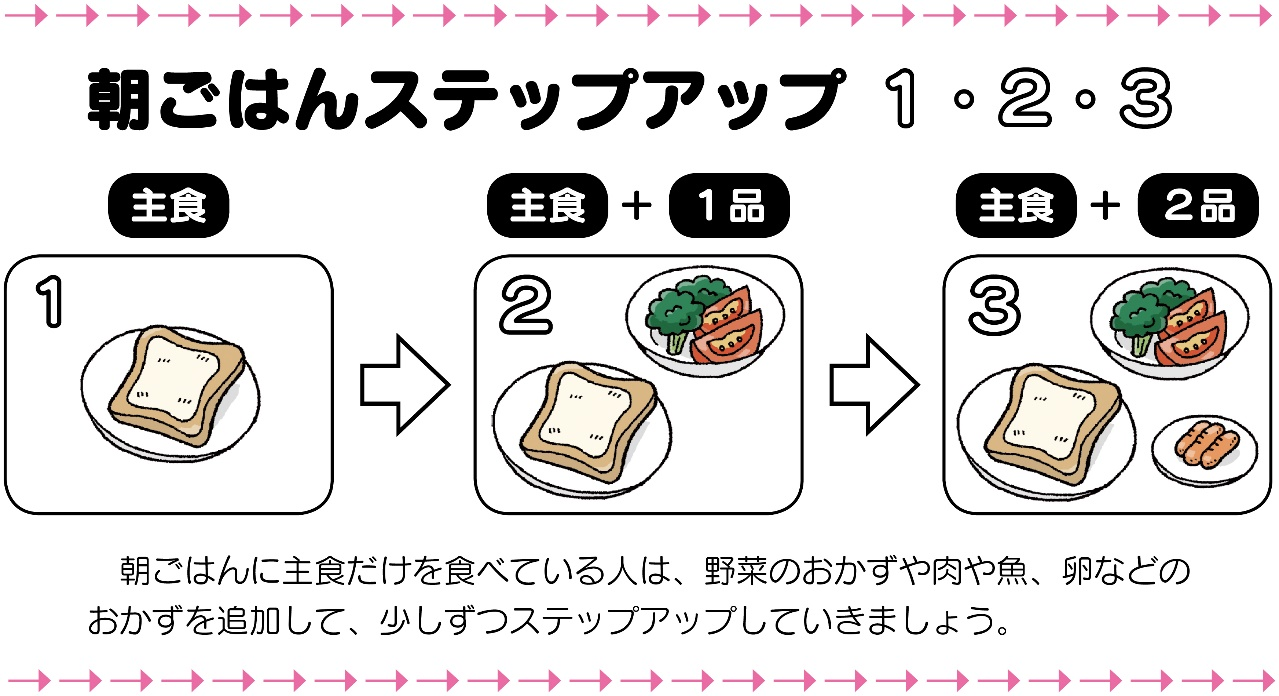 朝ごはんステップアップ 1・2・3
主食
主食 + 1品
主食 + 2品
1
2
3
朝ごはんに主食だけを食べている人は、野菜のおかずや肉や魚、卵などの
おかずを追加して、少しずつステップアップしていきましょう。